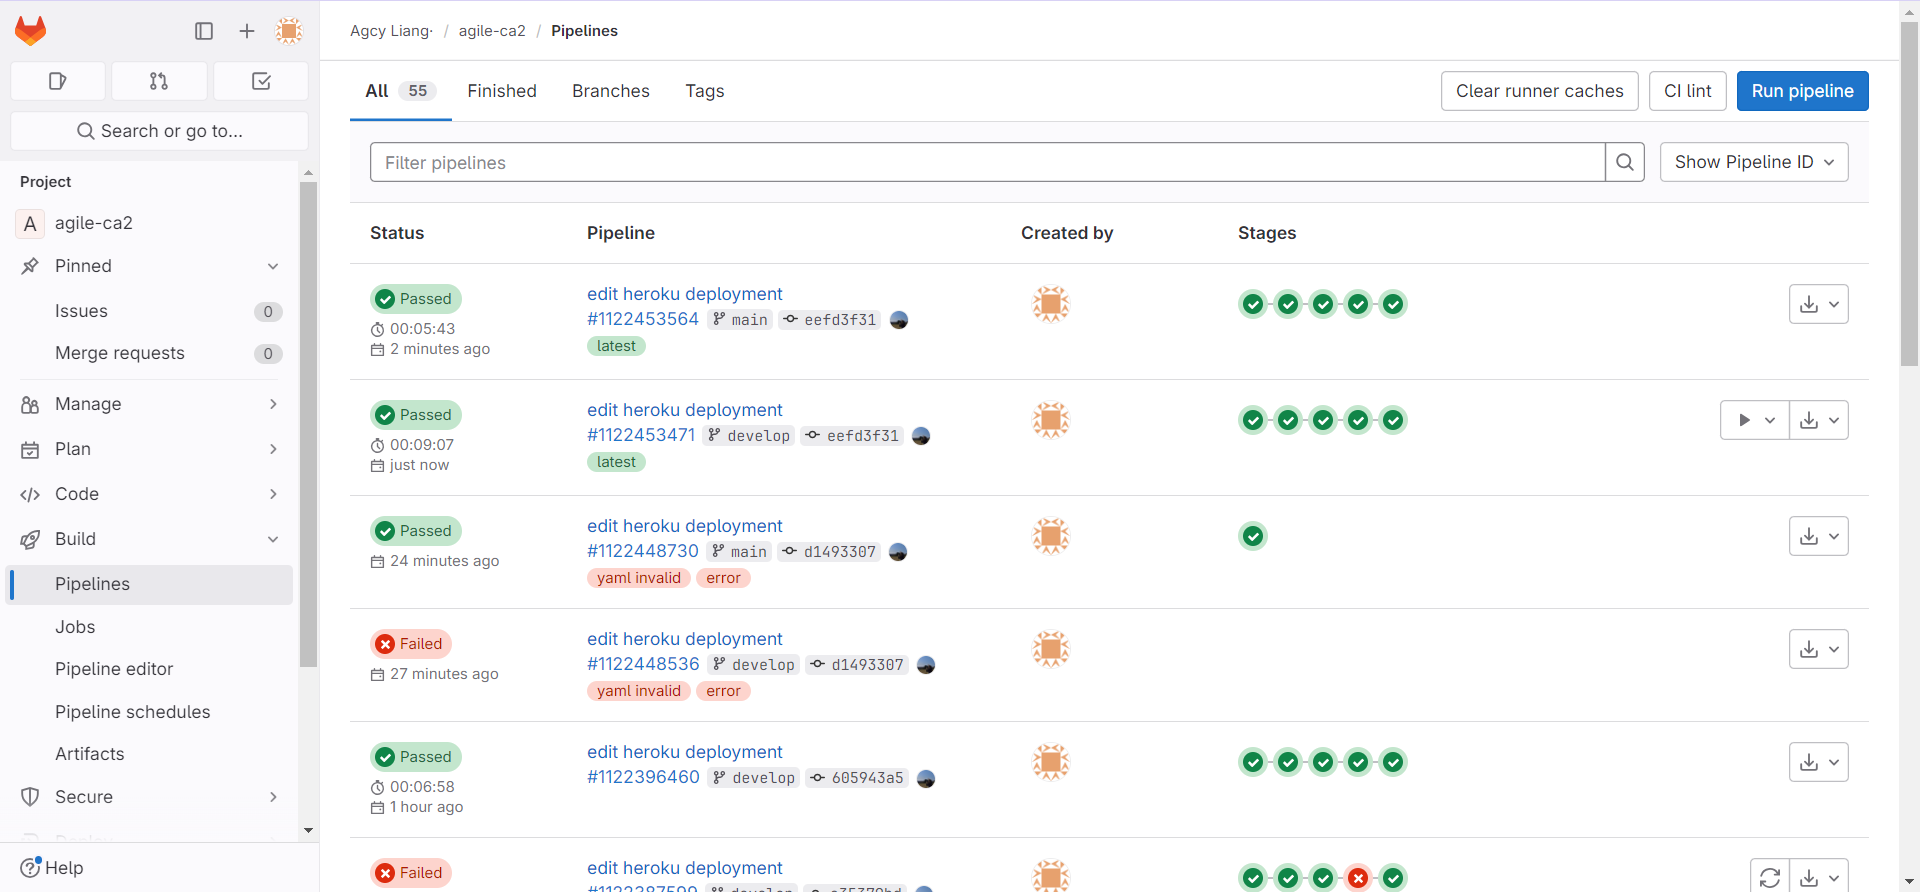 Agcy Liang· / agile-ca2 / Pipelines
Search or go to...
Project
A agile-ca2
Pinned
Issues 0
Merge requests 0
Manage
Plan
Code
Build
Pipelines
Jobs
Pipeline editor
Pipeline schedules
Artifacts
Secure
Deploy
Help
All 55 Finished Branches Tags
Clear runner caches CI lint Run pipeline
Filter pipelines Show Pipeline ID
Status Pipeline Created by Stages
Passed
00:05:43
2 minutes ago
edit heroku deployment
#1122453564 main eefd3f31
latest
Passed
00:09:07
just now
edit heroku deployment
#1122453471 develop eefd3f31
latest
Passed
24 minutes ago
edit heroku deployment
#1122448730 main d1493307
yaml invalid error
Failed
27 minutes ago
edit heroku deployment
#1122448536 develop d1493307
yaml invalid error
Passed
00:06:58
1 hour ago
edit heroku deployment
#1122396460 develop 605943a5
Failed
edit heroku deployment
#1122387599 develop